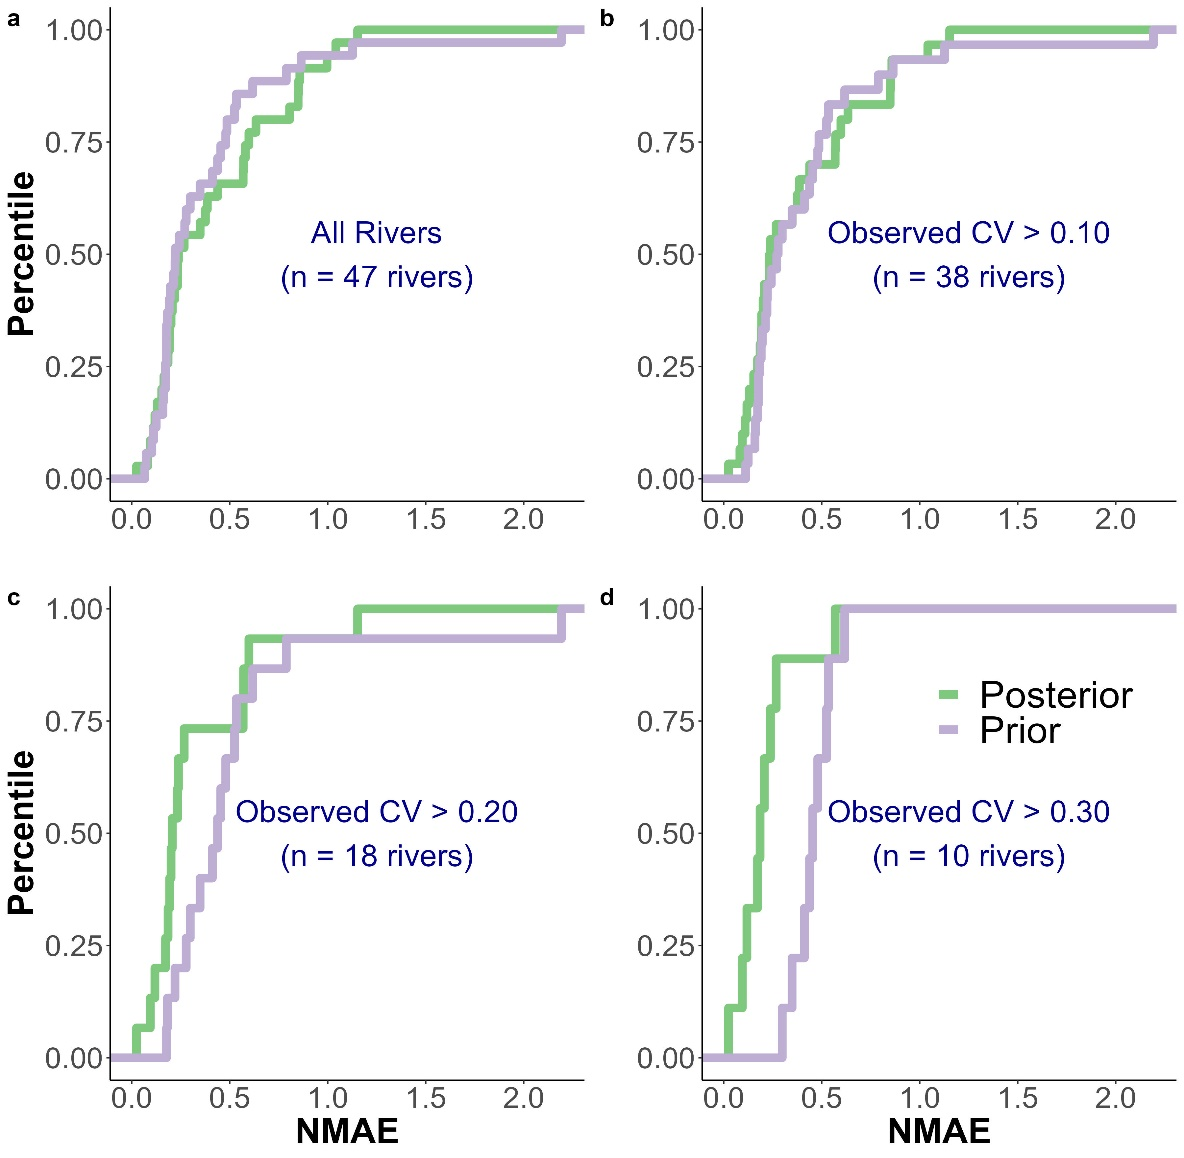 a
1.00
0.75
0.50
0.25
0.00
Percentile
All Rivers
(n = 47 rivers)
0.0 0.5 1.0 1.5 2.0
b
1.00
0.75
0.50
0.25
0.00
Observed CV > 0.10
(n = 38 rivers)
0.0 0.5 1.0 1.5 2.0
c
1.00
0.75
0.50
0.25
0.00
Percentile
Observed CV > 0.20
(n = 18 rivers)
0.0 0.5 1.0 1.5 2.0
NMAE
d
1.00
0.75
0.50
0.25
0.00
Posterior
Prior
Observed CV > 0.30
(n = 10 rivers)
0.0 0.5 1.0 1.5 2.0
NMAE